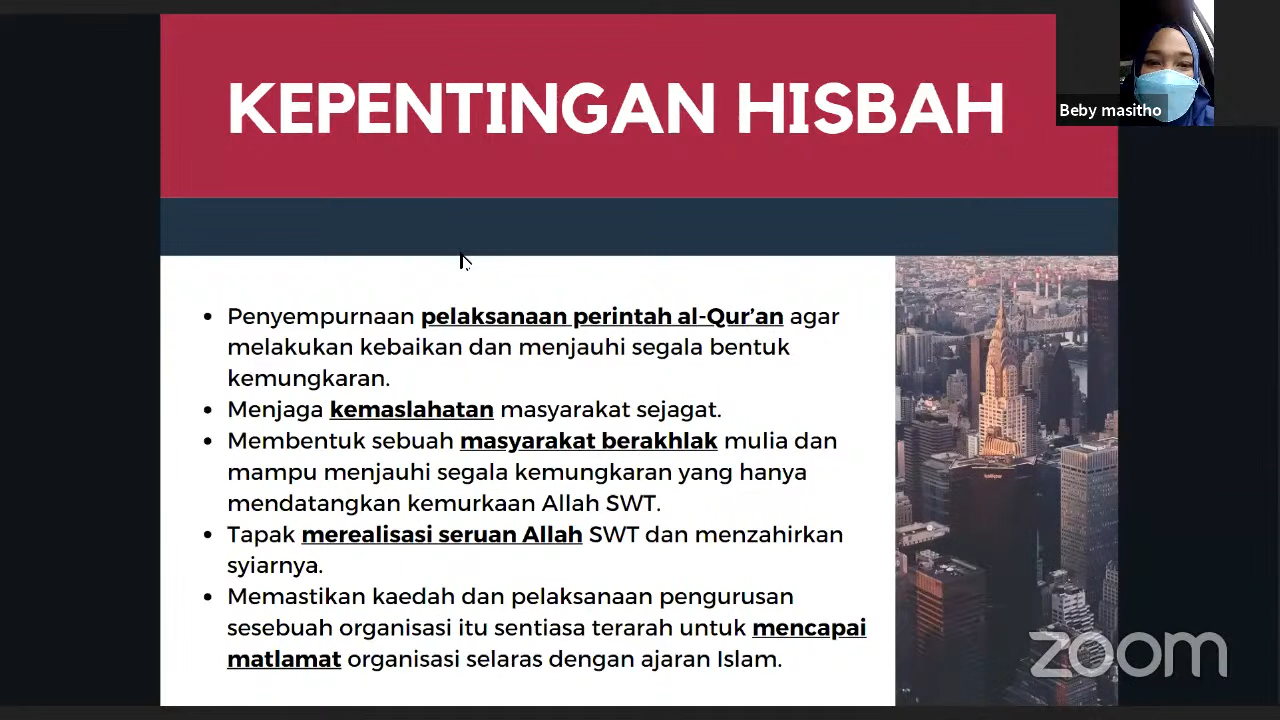 KEPENTINGAN HISBAH
Beby masitho
• Penyempurnaan pelaksanaan perintah al-Qur'an agar
melakukan kebaikan dan menjauhi segala bentuk
kemungkaran.
• Menjaga kemaslahatan masyarakat sejagat.
• Membentuk sebuah masyarakat berakhlak mulia dan
mampu menjauhi segala kemungkaran yang hanya
mendatangkan kemurkaan Allah SWT.
• Tapak merealisasi seruan Allah SWT dan menzahirkan
syiarnya.
• Memastikan kaedah dan pelaksanaan pengurusan
sesebuah organisasi itu sentiasa terarah untuk mencapai
matlamat organisasi selaras dengan ajaran Islam.
zoom